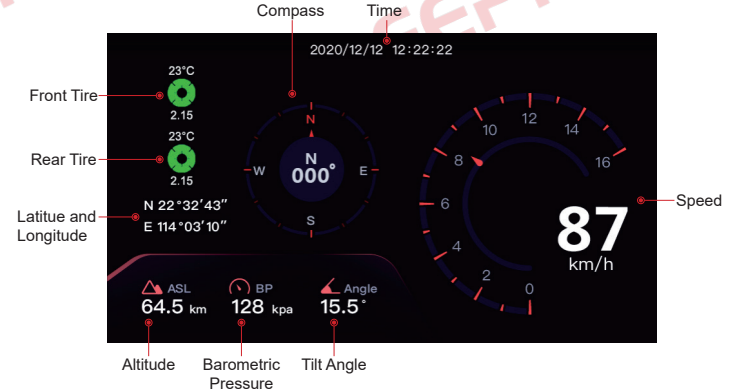 Compass
Time
2020/12/12 12:22:22
23°C
Front Tire
2.15
23°C
Rear Tire
2.15
N 22°32′43″
E 114°03′10″
Latitue and
Longitude
N
W
E
S
N
000°
0
2
4
6
8
10
12
14
16
87
km/h
Speed
ASL
64.5 km
BP
128 kpa
Angle
15.5°
Altitude
Barometric
Pressure
Tilt Angle